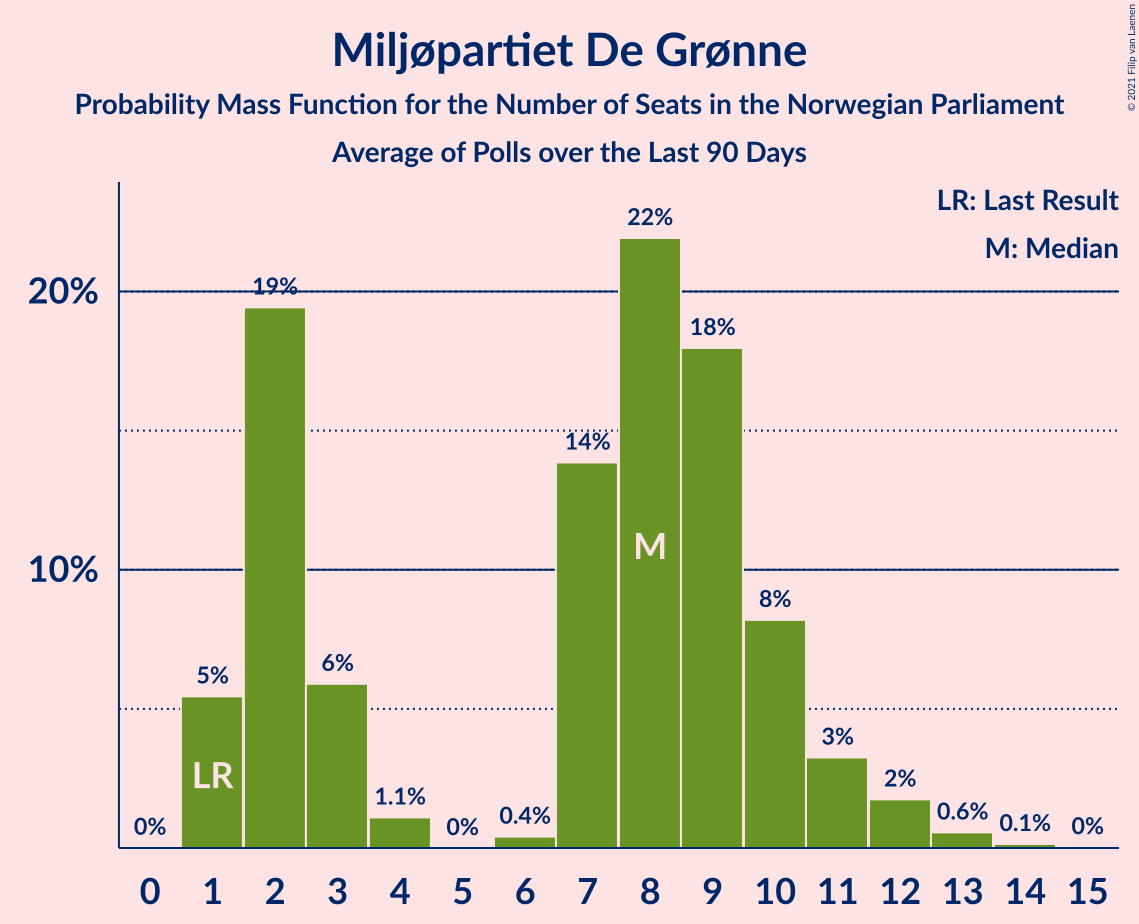 Miljøpartiet De Grønne
Probability Mass Function for the Number of Seats in the Norwegian Parliament
Average of Polls over the Last 90 Days
© 2021 Filip van Laenen
LR: Last Result
M: Median
20%
10%
0%
5%
19%
6%
1.1%
0%
0.4%
14%
22%
18%
8%
3%
2%
0.6%
0.1%
0%
LR
M
0 1 2 3 4 5 6 7 8 9 10 11 12 13 14 15